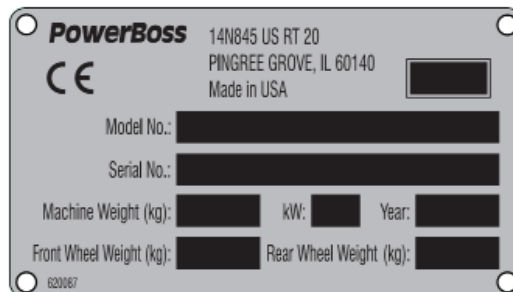 PowerBoss
14N845 US RT 20
PINGREE GROVE, IL 60140
Made in USA
CE
Model No.:
Serial No.:
Machine Weight (kg):
kW:
Year:
Front Wheel Weight (kg):
Rear Wheel Weight (kg):
620087